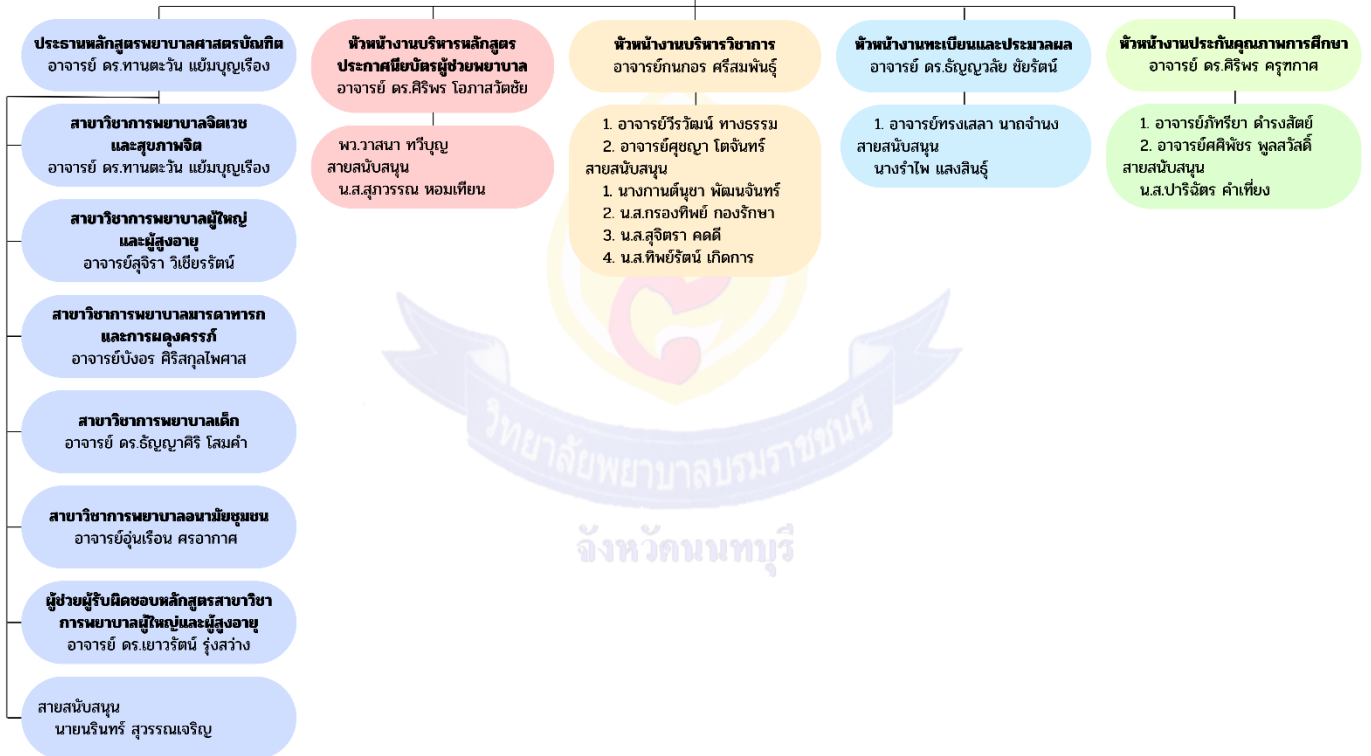 ประธานหลักสูตรพยาบาลศาสตรบัณฑิต
อาจารย์ ดร.ทานตะวัน แย้มบุญเรือง
สาขาวิชาการพยาบาลจิตเวช
และสุขภาพจิต
อาจารย์ ดร.ทานตะวัน แย้มบุญเรือง
สาขาวิชาการพยาบาลผู้ใหญ่
และผู้สูงอายุ
อาจารย์สุจิรา วิเชียรรัตน์
สาขาวิชาการพยาบาลมารดาทารก
และการผดุงครรภ์
อาจารย์บังอร ศิริสกุลไพศาล
สาขาวิชาการพยาบาลเด็ก
อาจารย์ ดร.ธัญญาศิริ โสมคำ
สาขาวิชาการพยาบาลอนามัยชุมชน
อาจารย์อุ่นเรือน ศรอากาศ
ผู้ช่วยผู้รับผิดชอบหลักสูตรสาขาวิชา
การพยาบาลผู้ใหญ่และผู้สูงอายุ
อาจารย์ ดร.เยาวรัตน์ รุ่งสว่าง
สายสนับสนุน
นายนรินทร์ สุวรรณเจริญ
หัวหน้างานบริหารหลักสูตร
ประกาศนียบัตรผู้ช่วยพยาบาล
อาจารย์ ดร.ศิริพร โอภาสวัตชัย
พว.วาสนา ทวีบุญ
สายสนับสนุน
น.ส.สุภวรรณ หอมเทียน
หัวหน้างานบริหารวิชาการ
อาจารย์กนกอร ศรีสมพันธุ์
1. อาจารย์วีรวัฒน์ ทางธรรม
2. อาจารย์ศุชญา โตจันทร์
สายสนับสนุน
1. นางกานต์นุชา พัฒนจันทร์
2. น.ส.กรองทิพย์ กองรักษา
3. น.ส.สุจิตรา คดดี
4. น.ส.ทิพย์รัตน์ เกิดการ
หัวหน้างานทะเบียนและประมวลผล
อาจารย์ ดร.ธัญญวลัย ชัยรัตน์
1. อาจารย์ทรงเสลา นาถจำนง
สายสนับสนุน
นางรำไพ แสงสินธุ์
หัวหน้างานประกันคุณภาพการศึกษา
อาจารย์ ดร.ศิริพร ครุฑกาศ
1. อาจารย์ภัทรียา ดำรงสัตย์
2. อาจารย์ศศิพัชร พูลสวัสดิ์
สายสนับสนุน
น.ส.ปาริฉัตร คำเที่ยง
วิทยาลัยพยาบาลบรมราชชนนี
จังหวัดนนทบุรี